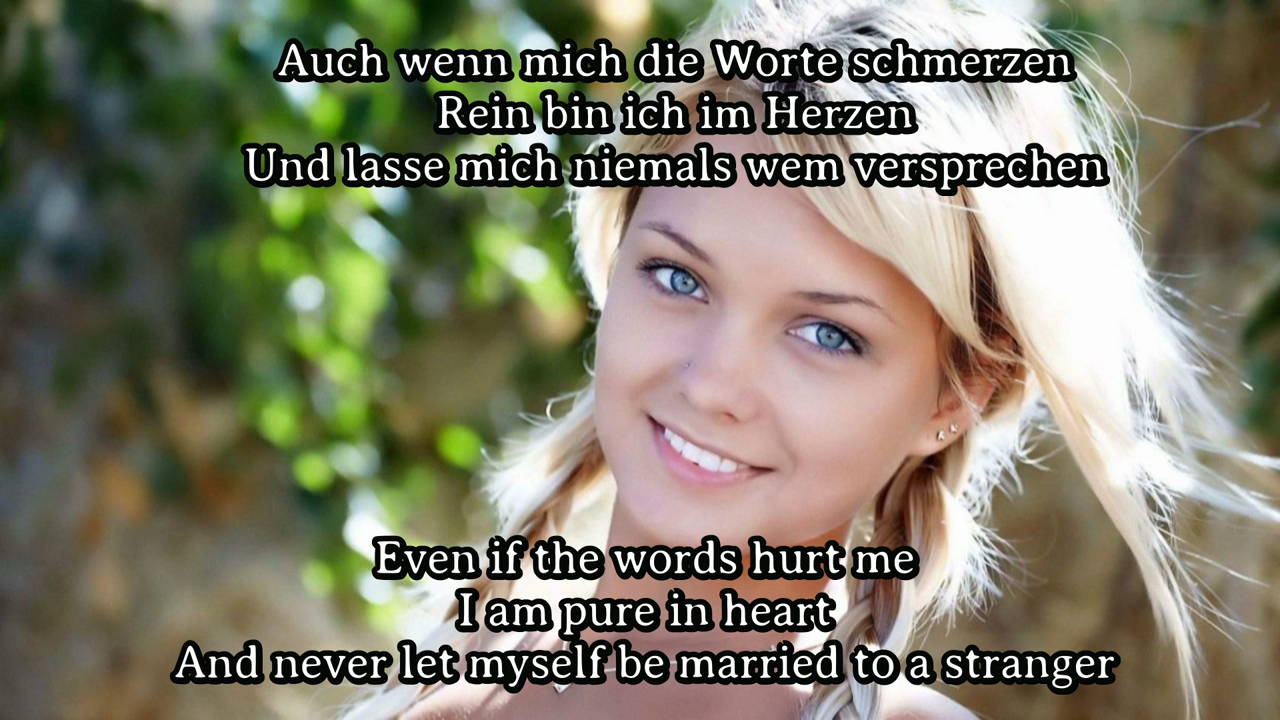 Auch wenn mich die Worte schmerzen
Rein bin ich im Herzen
Und lasse mich niemals wem versprechen
Even if the words hurt me
I am pure in heart
And never let myself be married to a stranger